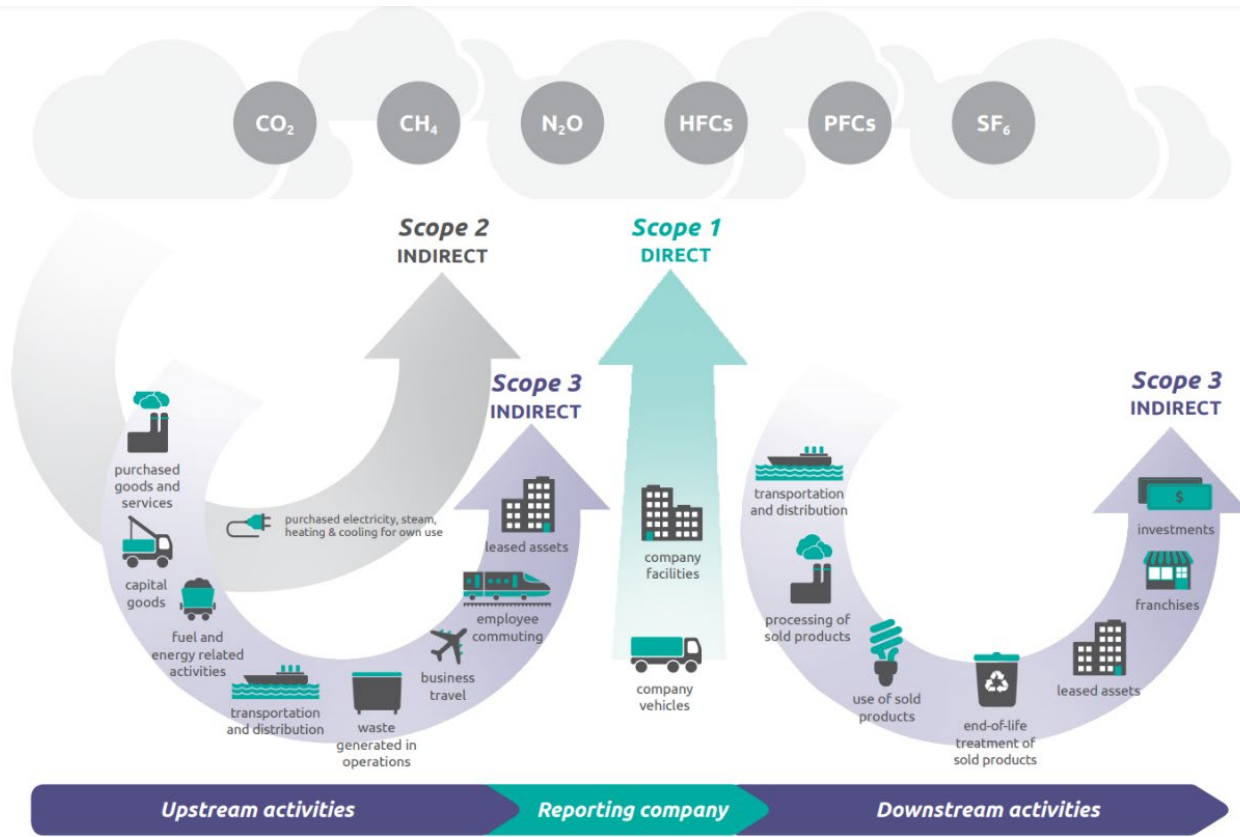 CO₂
CH₄
N₂O
HFCs
PFCs
SF₆
Scope 2
INDIRECT
Scope 1
DIRECT
Scope 3
INDIRECT
Scope 3
INDIRECT
purchased
goods and
services
capital
goods
fuel and
energy related
activities
purchased electricity, steam,
heating & cooling for own use
transportation
and distribution
waste
generated in
operations
business
travel
employee
commuting
leased assets
company
facilities
company
vehicles
transportation
and distribution
processing of
sold products
use of sold
products
end-of-life
treatment of
sold products
leased assets
franchises
$
investments
Upstream activities
Reporting company
Downstream activities